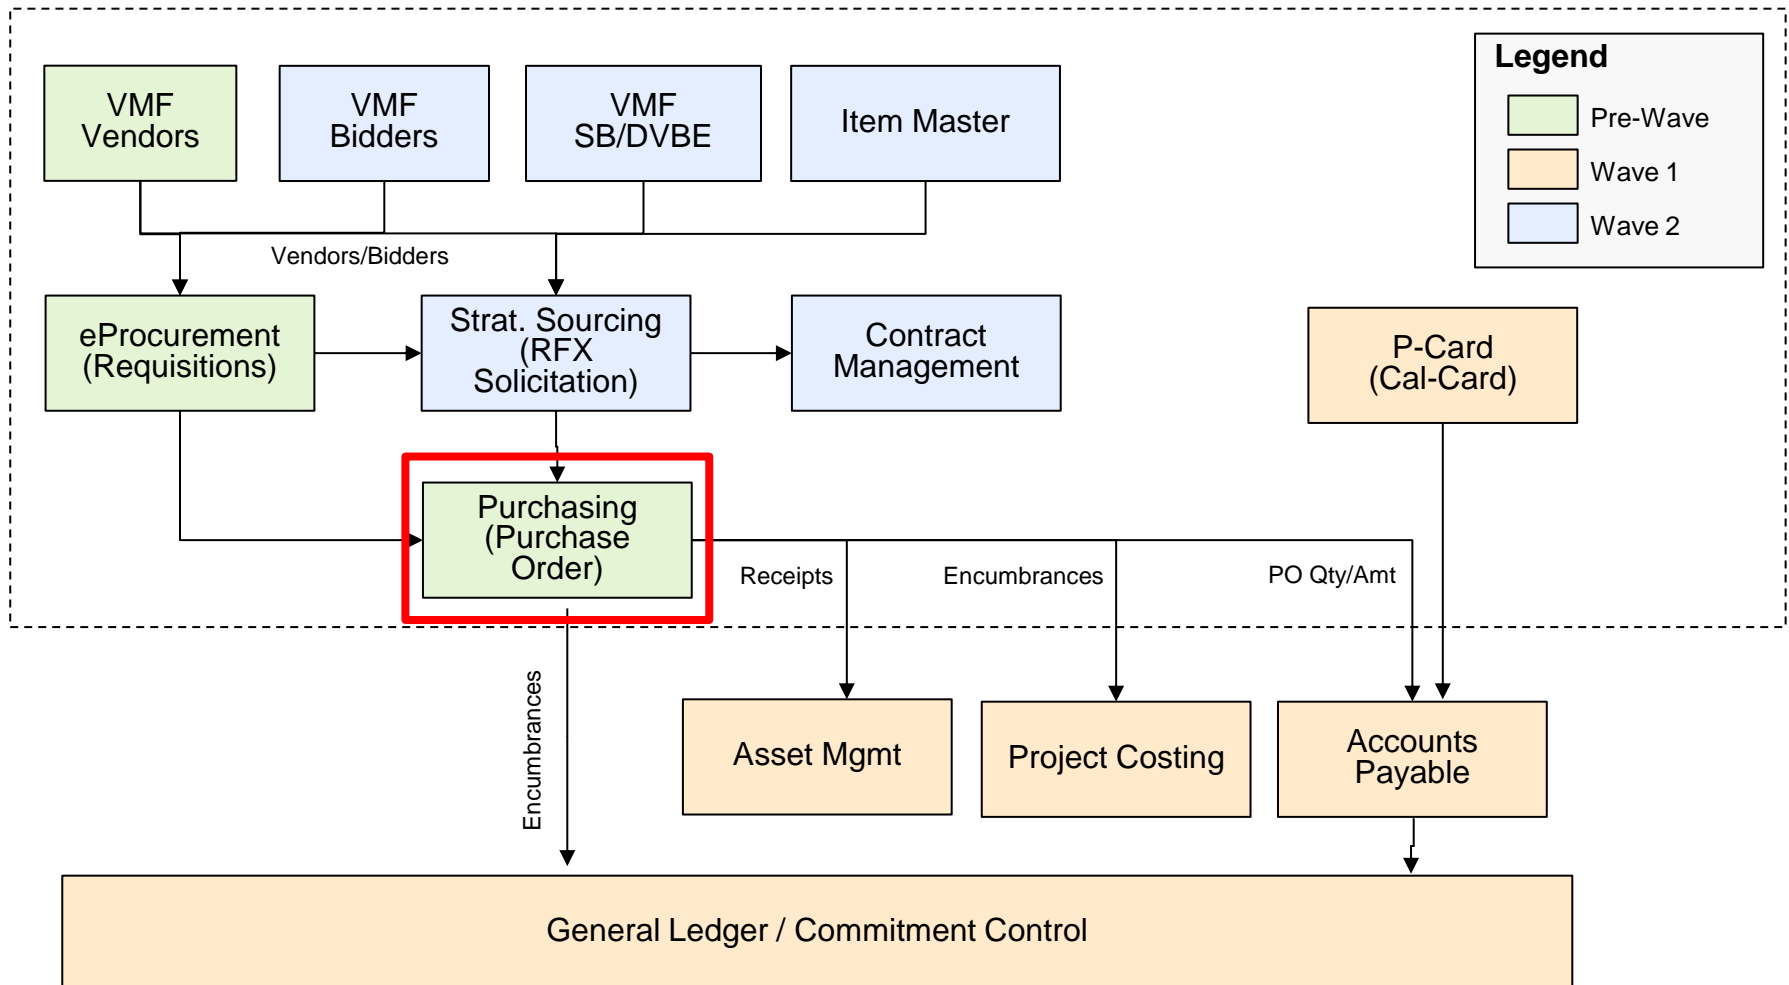 Legend
Pre-Wave
Wave 1
Wave 2
VMF
Vendors
VMF
Bidders
VMF
SB/DVBE
Item Master
Vendors/Bidders
eProcurement
(Requisitions)
Strat. Sourcing
(RFX
Solicitation)
Contract
Management
P-Card
(Cal-Card)
Purchasing
(Purchase
Order)
Receipts
Encumbrances
PO Qty/Amt
Encumbrances
Asset Mgmt
Project Costing
Accounts
Payable
General Ledger / Commitment Control